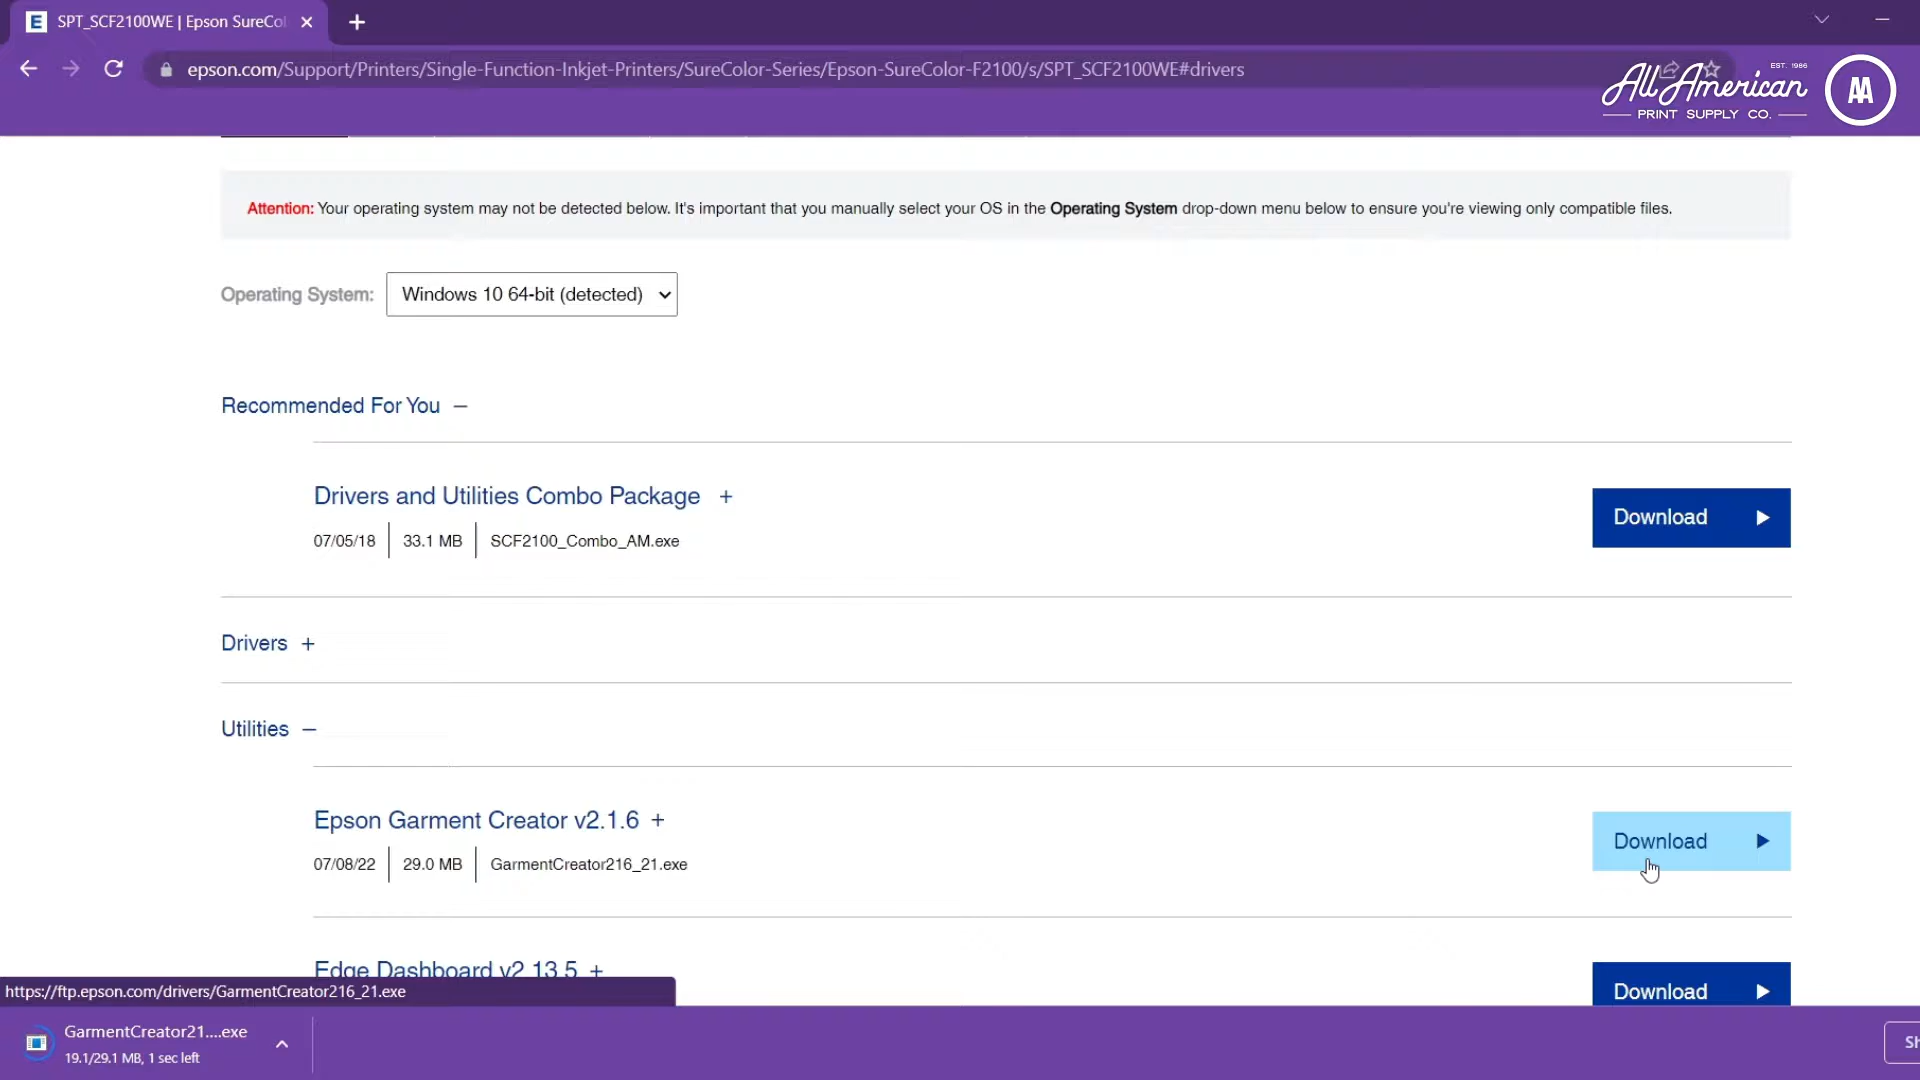 E SPT_SCF2100WE | Epson SureCol
epson.com/Support/Printers/Single-Function-Inkjet-Printers/SureColor-Series/Epson-SureColor-F2100/s/SPT_SCF2100WE#drivers
EST. 1986
All American
PRINT SUPPLY CO.
AA
Attention: Your operating system may not be detected below. It's important that you manually select your OS in the Operating System drop-down menu below to ensure you're viewing only compatible files.
Operating System: Windows 10 64-bit (detected)
Recommended For You –
Drivers and Utilities Combo Package +
07/05/18 | 33.1 MB | SCF2100_Combo_AM.exe
Download
Drivers +
Utilities –
Epson Garment Creator v2.1.6 +
07/08/22 | 29.0 MB | GarmentCreator216_21.exe
Download
Edge Dashboard v2.13.5 +
Download
https://ftp.epson.com/drivers/GarmentCreator216_21.exe
GarmentCreator21....exe
19.1/29.1 MB, 1 sec left
Sh